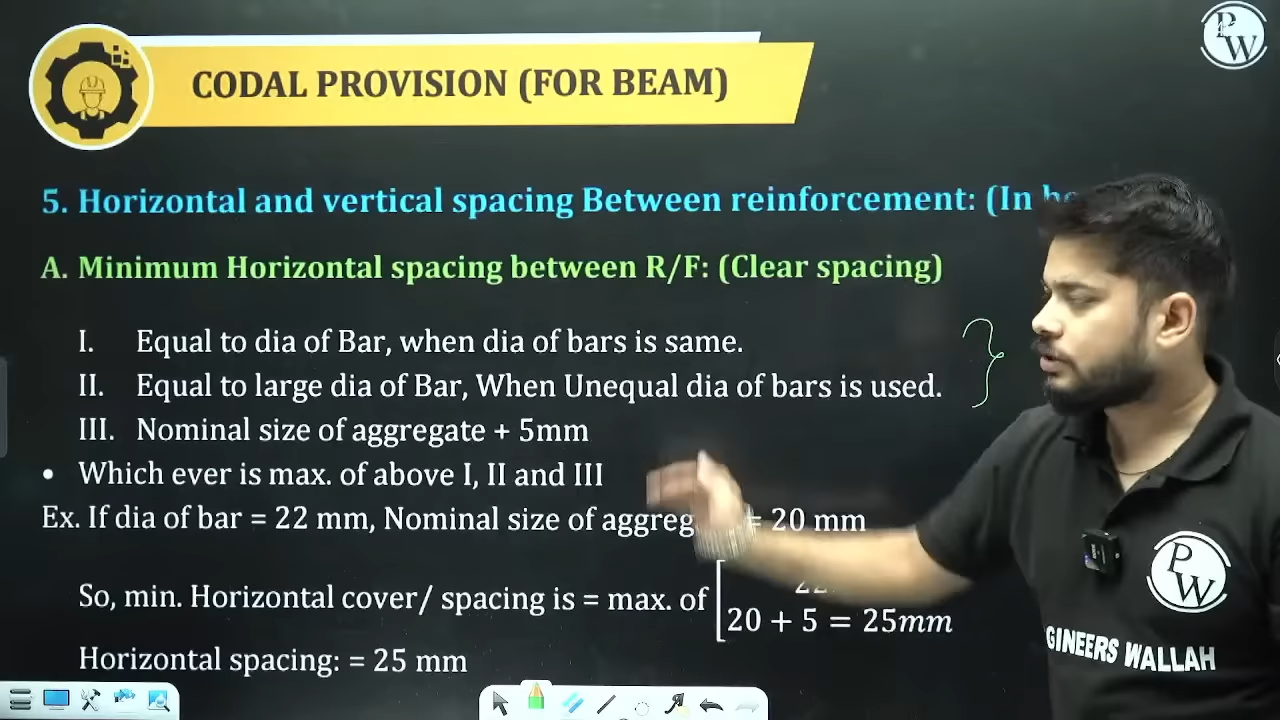 PW
CODAL PROVISION (FOR BEAM)
5. Horizontal and vertical spacing Between reinforcement: (In
A. Minimum Horizontal spacing between R/F: (Clear spacing)
I. Equal to dia of Bar, when dia of bars is same.
II. Equal to large dia of Bar, When Unequal dia of bars is used.
III. Nominal size of aggregate + 5mm
• Which ever is max. of above I, II and III
Ex. If dia of bar = 22 mm, Nominal size of = 20 mm
So, min. Horizontal cover/ spacing is = max. of
20 + 5 = 25mm
Horizontal spacing: = 25 mm
PW
GINEERS WALLAH